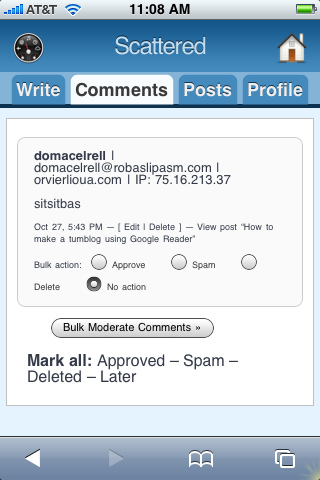 AT&T 11:08 AM
Scattered
Write Comments Posts Profile
domacelrell |
domacelrell@robaslipasm.com |
orvierlioua.com | IP: 75.16.213.37
sitsitbas
Oct 27, 5:43 PM — [ Edit | Delete ] — View post “How to
make a tumblog using Google Reader”
Bulk action: Approve Spam
Delete No action
Bulk Moderate Comments »
Mark all: Approved – Spam –
Deleted – Later